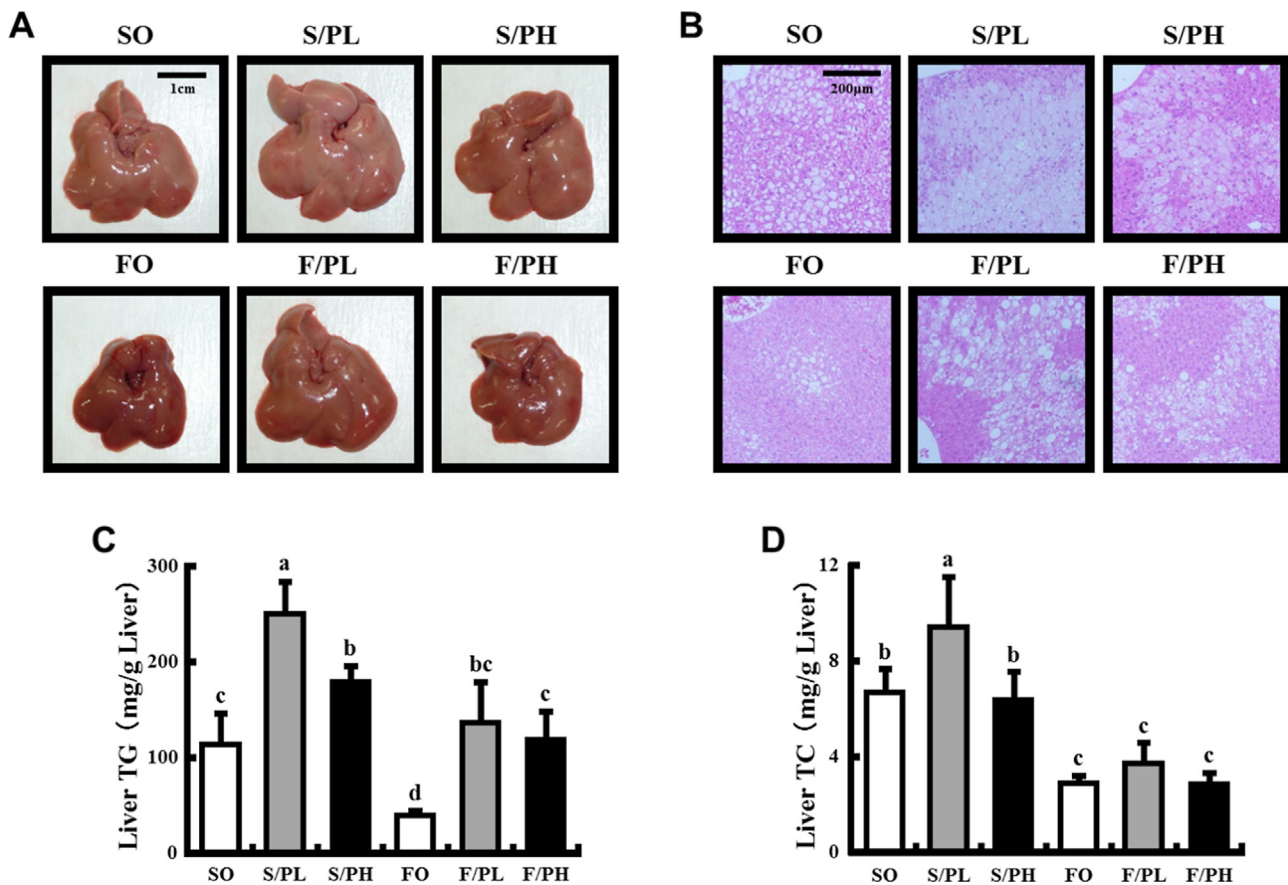 A
SO S/PL S/PH
1cm
FO F/PL F/PH
B
SO S/PL S/PH
200μm
FO F/PL F/PH
C
Liver TG (mg/g Liver)
300
200
100
0
c a b d bc c
SO S/PL S/PH FO F/PL F/PH
D
Liver TC (mg/g Liver)
12
8
4
0
b a b c c c
SO S/PL S/PH FO F/PL F/PH